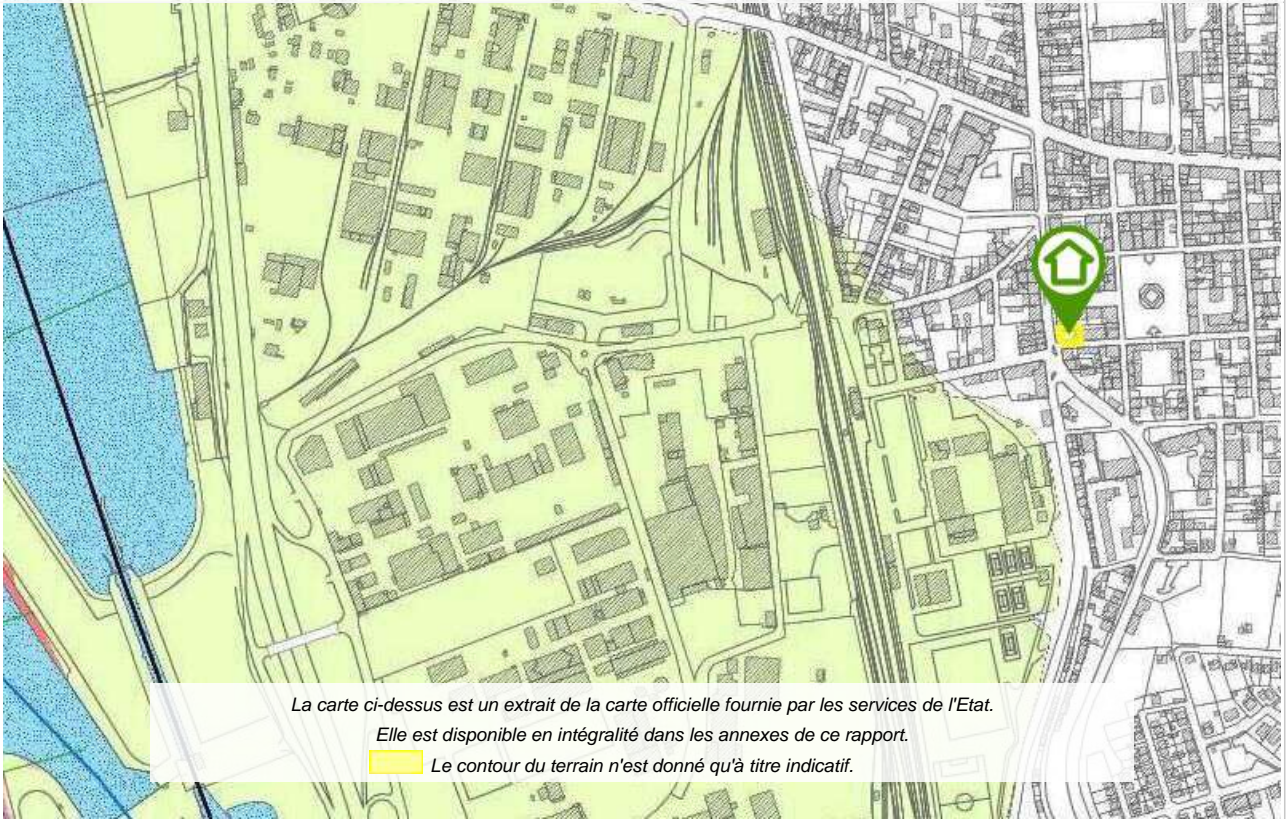 La carte ci-dessus est un extrait de la carte officielle fournie par les services de l'Etat.
Elle est disponible en intégralité dans les annexes de ce rapport.
Le contour du terrain n'est donné qu'à titre indicatif.